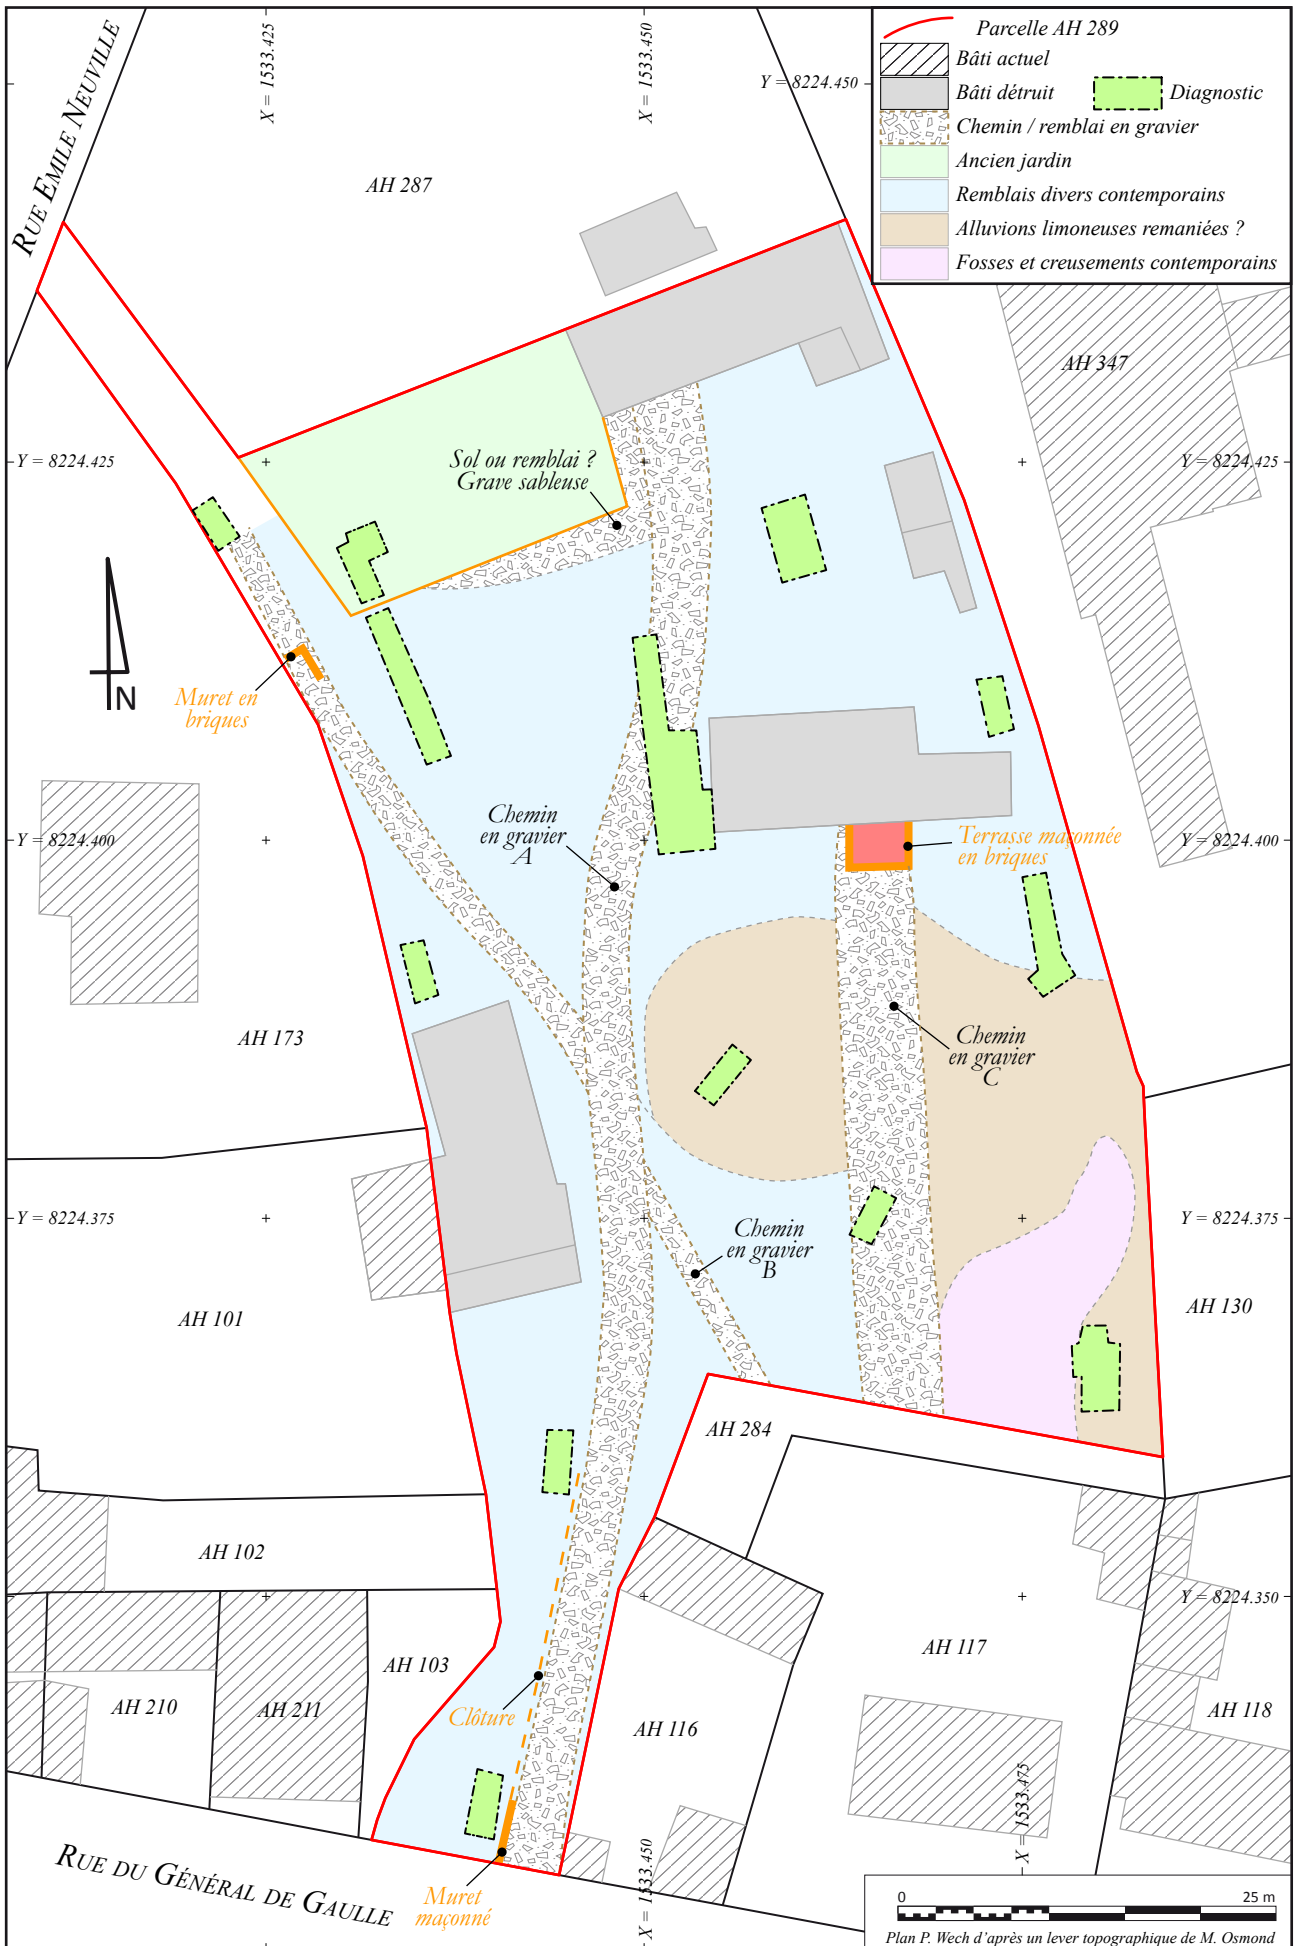 RUE EMILE NEUVILLE
X = 1533.425
X = 1533.450
Y = 8224.450
Parcelle AH 289
Bâti actuel
Bâti détruit
Diagnostic
Chemin / remblai en gravier
Ancien jardin
Remblais divers contemporains
Alluvions limoneuses remaniées ?
Fosses et creusements contemporains
AH 287
AH 347
Y = 8224.425
Sol ou remblai ?
Grave sableuse
Y = 8224.425
N
Muret en
briques
Chemin
en gravier
A
Y = 8224.400
Terrasse maçonnée
en briques
Y = 8224.400
AH 173
Chemin
en gravier
C
Y = 8224.375
Chemin
en gravier
B
Y = 8224.375
AH 101
AH 130
AH 284
AH 102
Y = 8224.350
AH 103
AH 117
AH 210
AH 211
Clôture
AH 116
AH 118
X = 1533.475
X = 1533.450
RUE DU GÉNÉRAL DE GAULLE
Muret
maçonné
0 25 m
Plan P. Wech d'après un lever topographique de M. Osmond